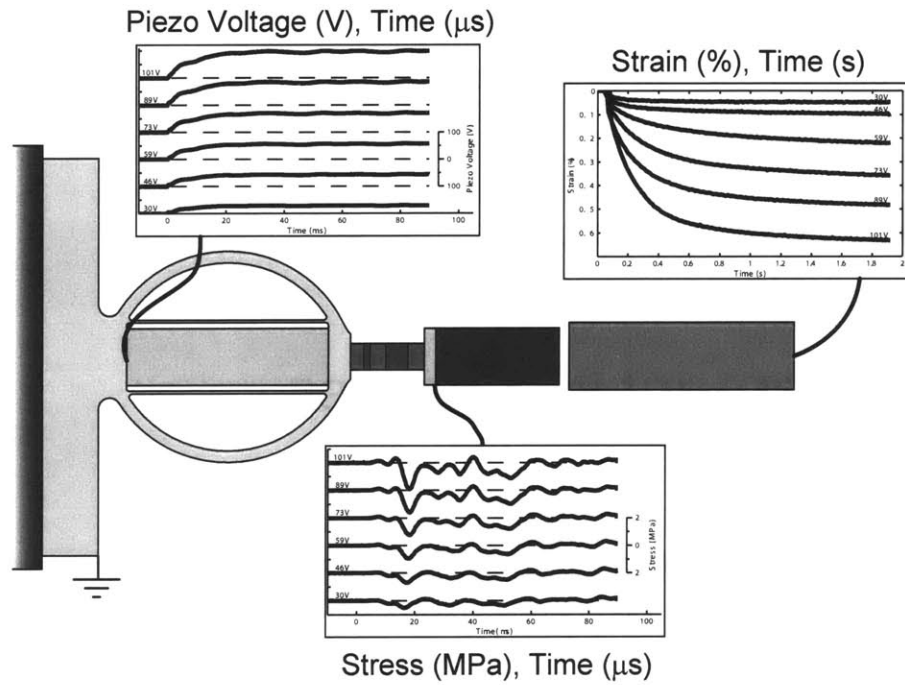 Piezo Voltage (V), Time (μs)
101V
89V
73V
59V
46V
30V
100
0
100
Piezo Voltage (V)
0 20 40 60 80 100
Time (ms)
Strain (%), Time (s)
0
0. 1
0. 2
0. 3
0. 4
0. 5
0. 6
Strain (%
30V
46V
59V
73V
89V
101V
0 0.2 0.4 0.6 0.8 1 1.2 1.4 1.6 1.8 2
Time (s)
101V
89V
73V
59V
46V
30V
2
0
2
Stress (MPa)
0 20 40 60 80 100
Time( ms)
Stress (MPa), Time (μs)